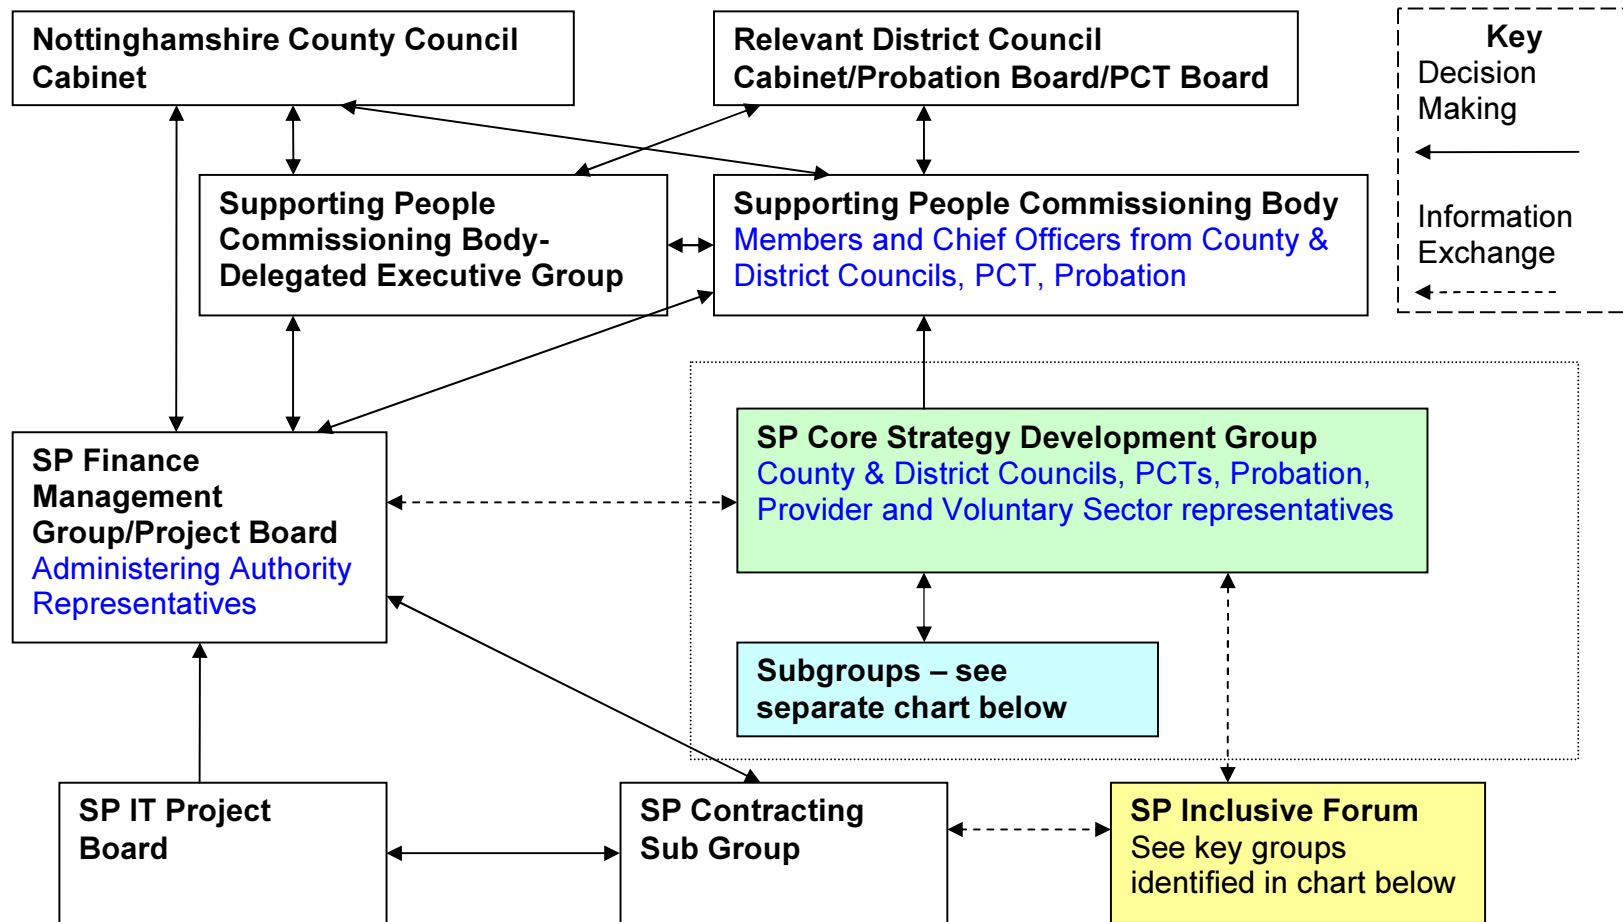 Nottinghamshire County Council
Cabinet
Relevant District Council
Cabinet/Probation Board/PCT Board
Key
Decision
Making
Information
Exchange
Supporting People
Commissioning Body-
Delegated Executive Group
Supporting People Commissioning Body
Members and Chief Officers from County &
District Councils, PCT, Probation
SP Finance
Management
Group/Project Board
Administering Authority
Representatives
SP Core Strategy Development Group
County & District Councils, PCTs, Probation,
Provider and Voluntary Sector representatives
Subgroups – see
separate chart below
SP IT Project
Board
SP Contracting
Sub Group
SP Inclusive Forum
See key groups
identified in chart below